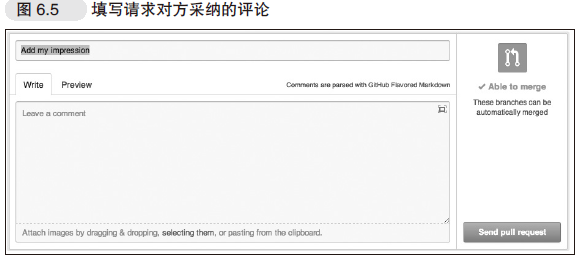 图 6.5 填写请求对方采纳的评论
Add my impression
Write Preview Comments are parsed with GitHub Flavored Markdown
Leave a comment
Attach images by dragging & dropping, selecting them, or pasting from the clipboard.
✓ Able to merge
These branches can be
automatically merged
Send pull request